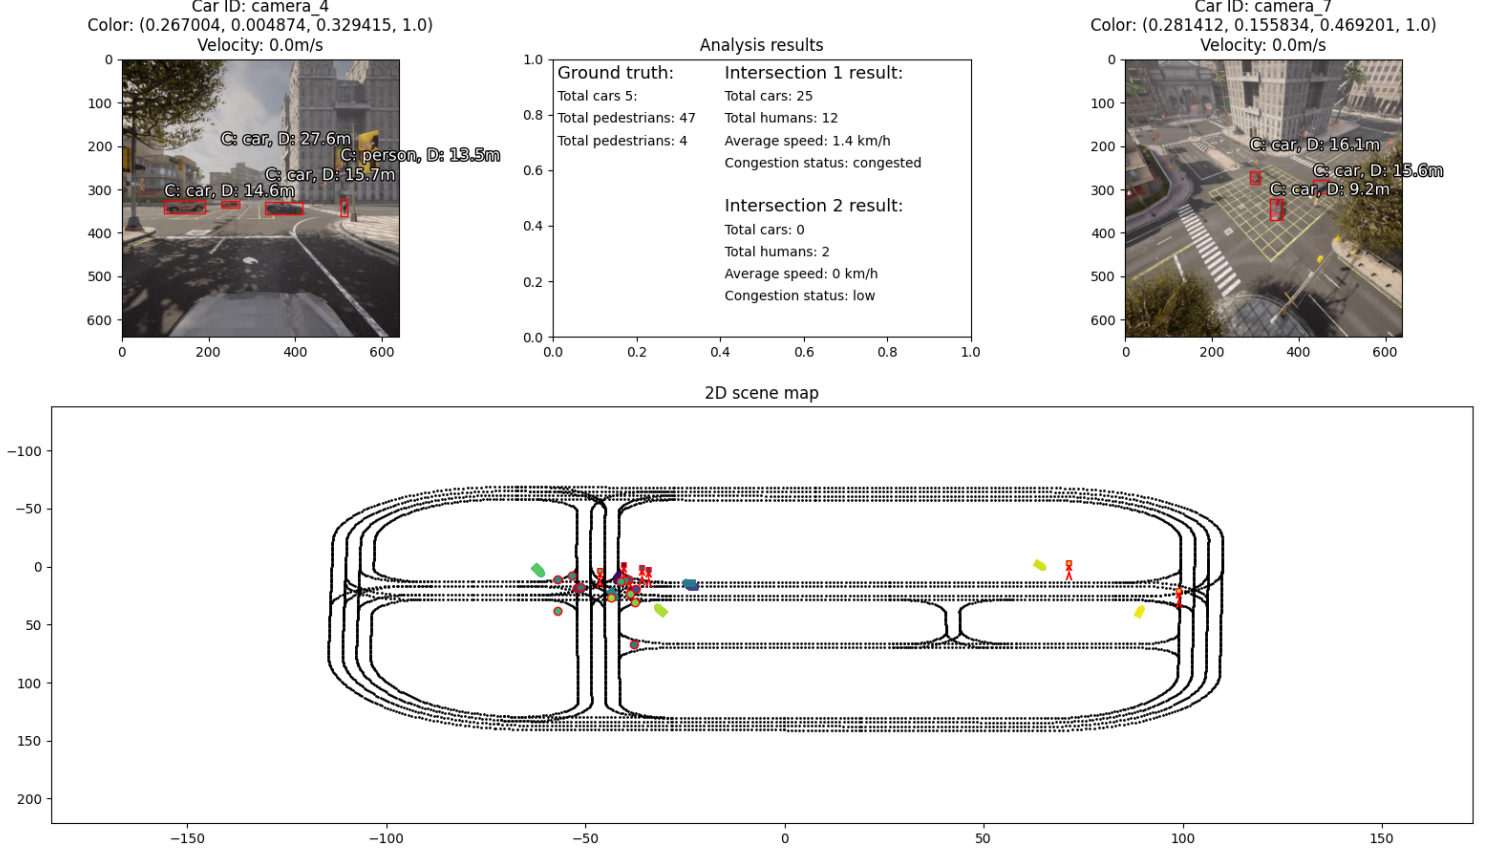 Car ID: camera_4
Color: (0.267004, 0.004874, 0.329415, 1.0)
Velocity: 0.0m/s
0
100
200
300
400
500
600
0
200
400
600
C: car, D: 27.6m
C: person, D: 13.5m
C: car, D: 15.7m
C: car, D: 14.6m
Analysis results
1.0
0.8
0.6
0.4
0.2
0.0
0.0
0.2
0.4
0.6
0.8
1.0
Ground truth:
Total cars 5:
Total pedestrians: 47
Total pedestrians: 4
Intersection 1 result:
Total cars: 25
Total humans: 12
Average speed: 1.4 km/h
Congestion status: congested
Intersection 2 result:
Total cars: 0
Total humans: 2
Average speed: 0 km/h
Congestion status: low
Car ID: camera_7
Color: (0.281412, 0.155834, 0.469201, 1.0)
Velocity: 0.0m/s
0
100
200
300
400
500
600
0
200
400
600
C: car, D: 16.1m
C: car, D: 15.6m
C: car, D: 9.2m
2D scene map
−100
−50
0
50
100
150
200
−150
−100
−50
0
50
100
150